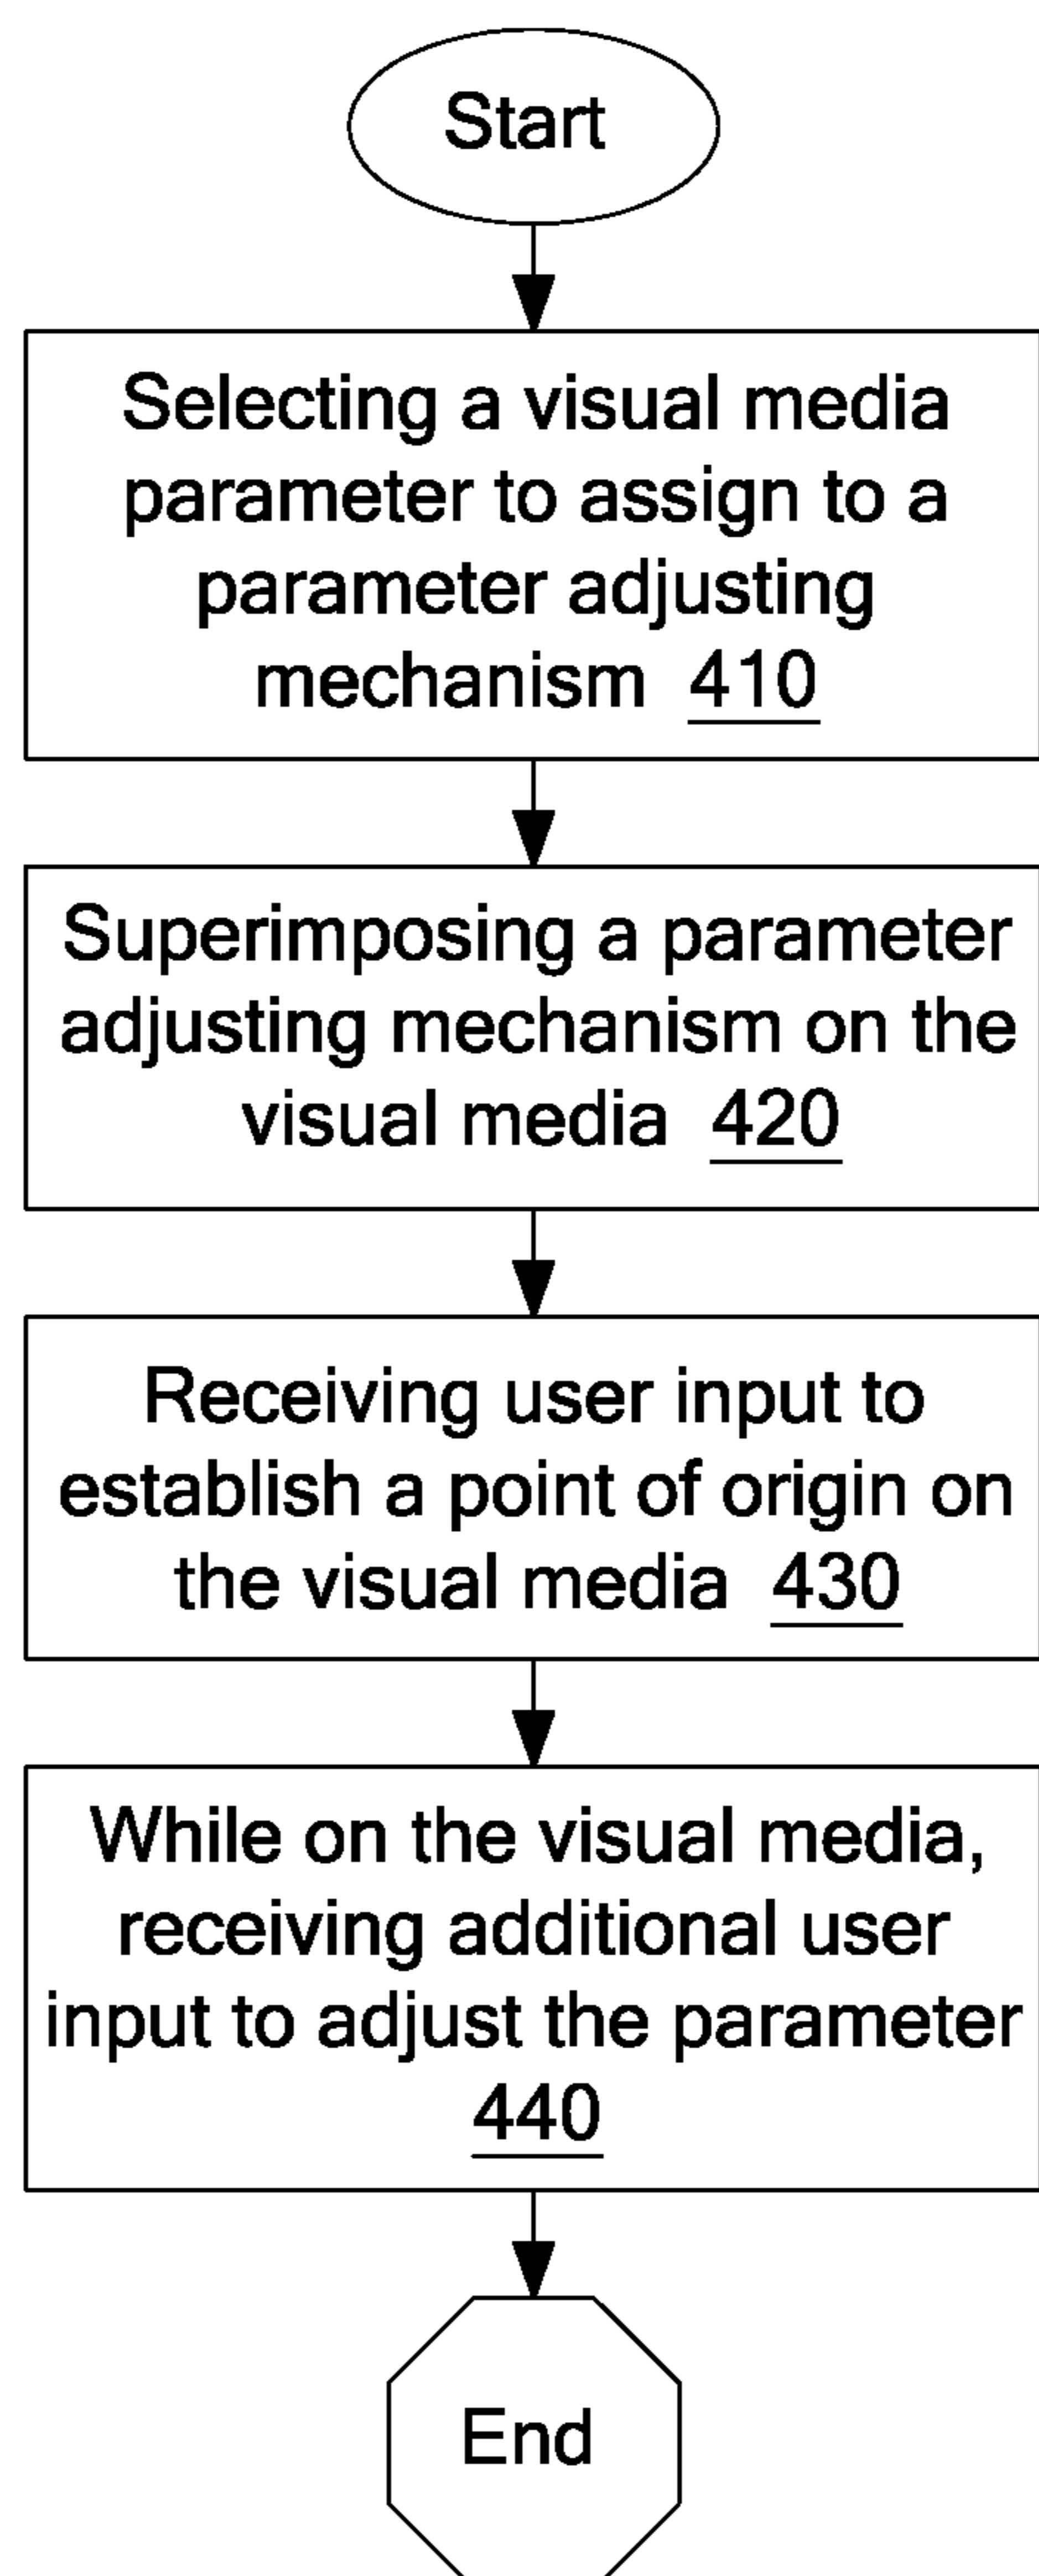 Start
Selecting a visual media
parameter to assign to a
parameter adjusting
mechanism 410
Superimposing a parameter
adjusting mechanism on the
visual media 420
Receiving user input to
establish a point of origin on
the visual media 430
While on the visual media,
receiving additional user
input to adjust the parameter
440
End